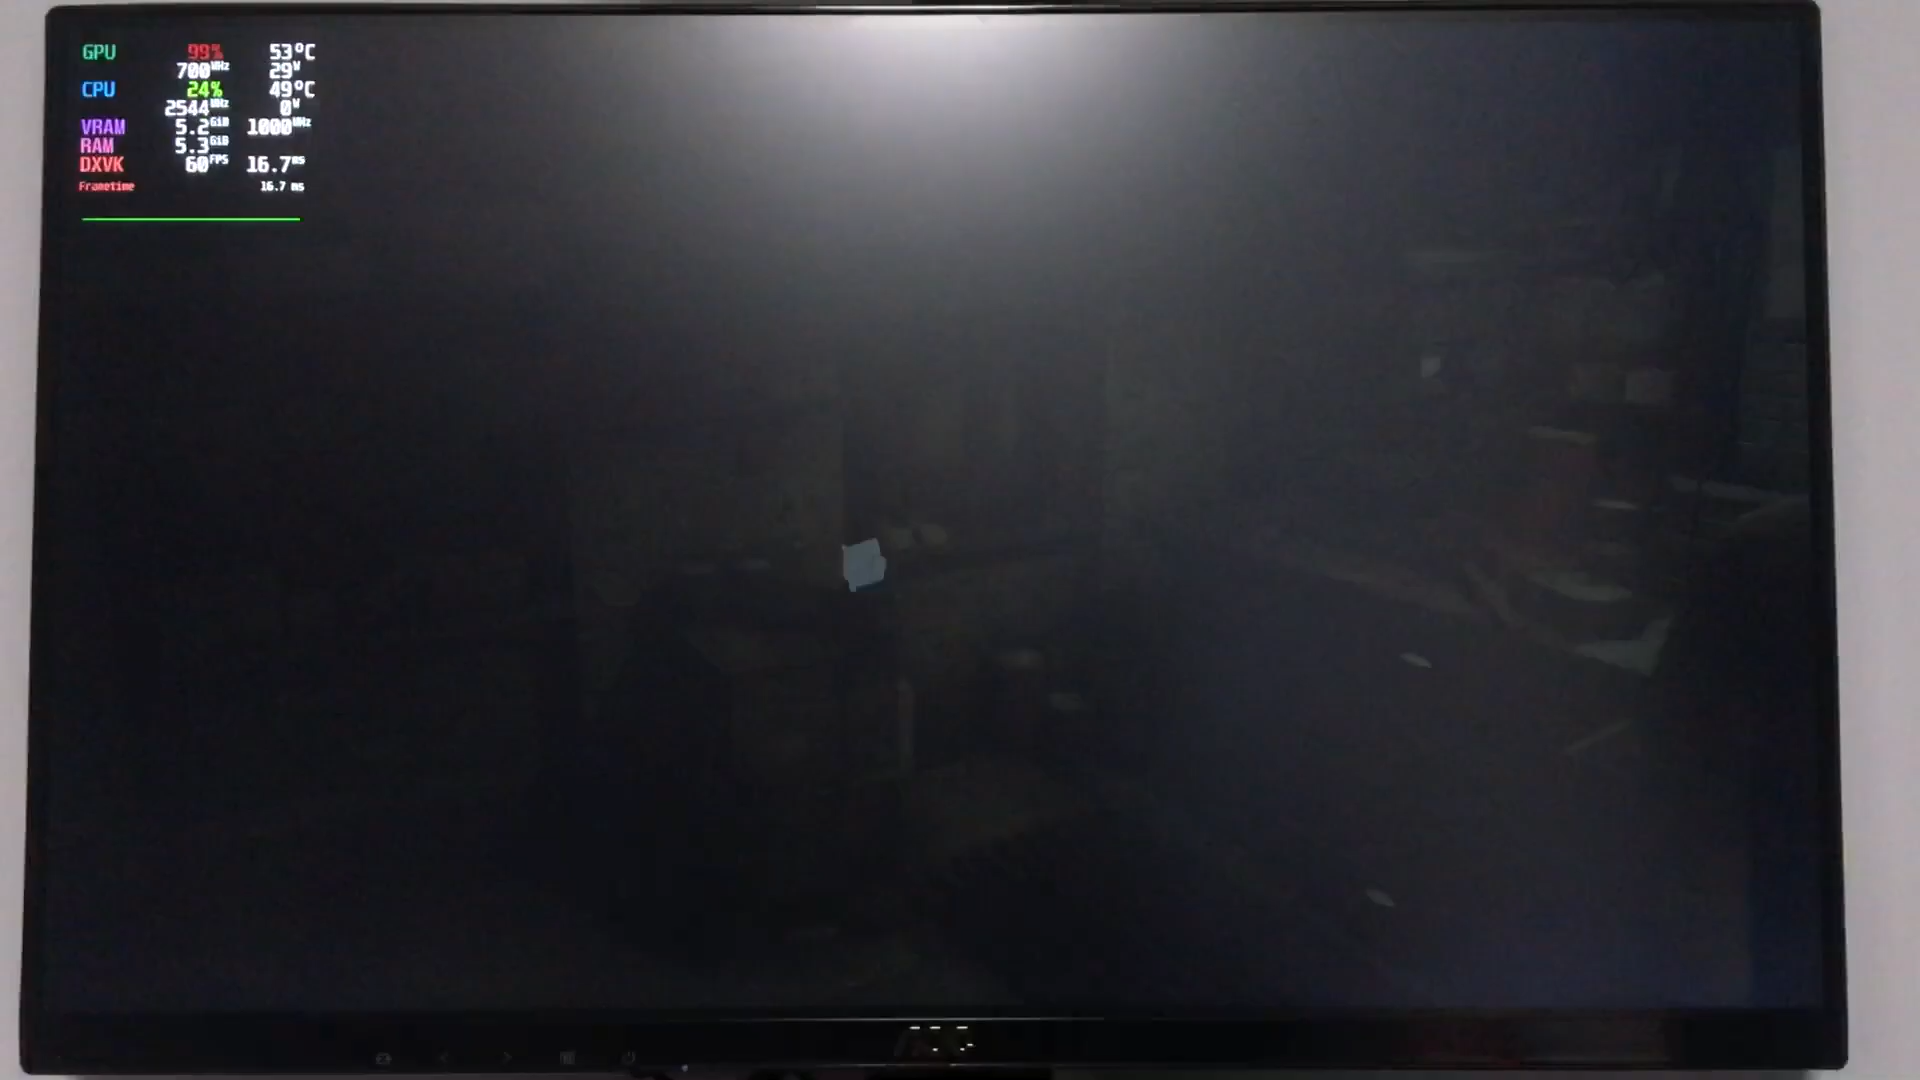 GPU 99% 53°C
700MHz 29W
CPU 24% 49°C
2544MHz 0W
VRAM 5.2GiB 1000MHz
RAM 5.3GiB
DXVK 60FPS 16.7ms
Frametime 16.7 ms